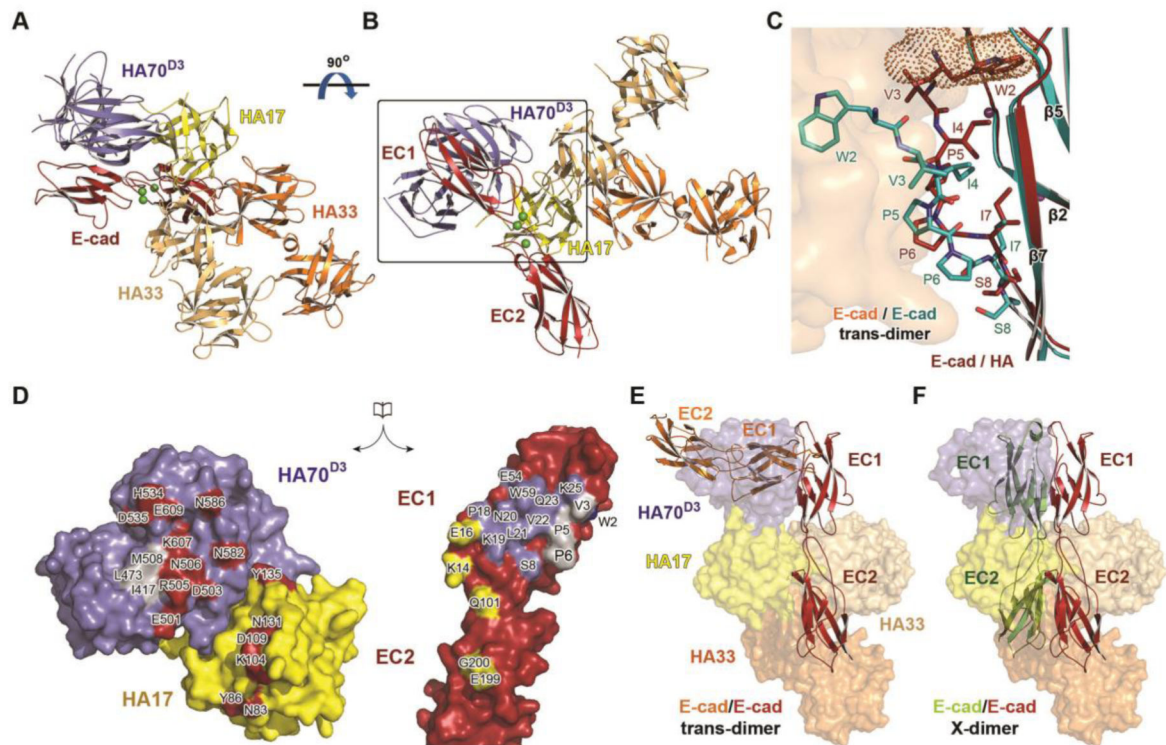 A
HA70D3
HA17
E-cad
HA33
HA33
90°
B
HA70D3
EC1
HA17
EC2
C
V3
W2
β5
I4
P5
W2
V3
I4
P5
I7
β2
P6
I7
β7
P6
S8
S8
E-cad / E-cad
trans-dimer
E-cad / HA
D
HA70D3
H534
N586
E609
D535
K607
M508
N582
N506
L473
Y135
I417
R505
D503
E501
N131
D109
K104
Y86
N83
HA17
EC1
E54
W59
K25
Q23
V3
P18
W2
N20
V22
E16
P5
L21
K19
P6
K14
S8
Q101
EC2
G200
E199
E
EC2
EC1
EC1
HA70D3
HA17
EC2
HA33
HA33
E-cad/E-cad
trans-dimer
F
EC1
EC1
EC2
EC2
E-cad/E-cad
X-dimer